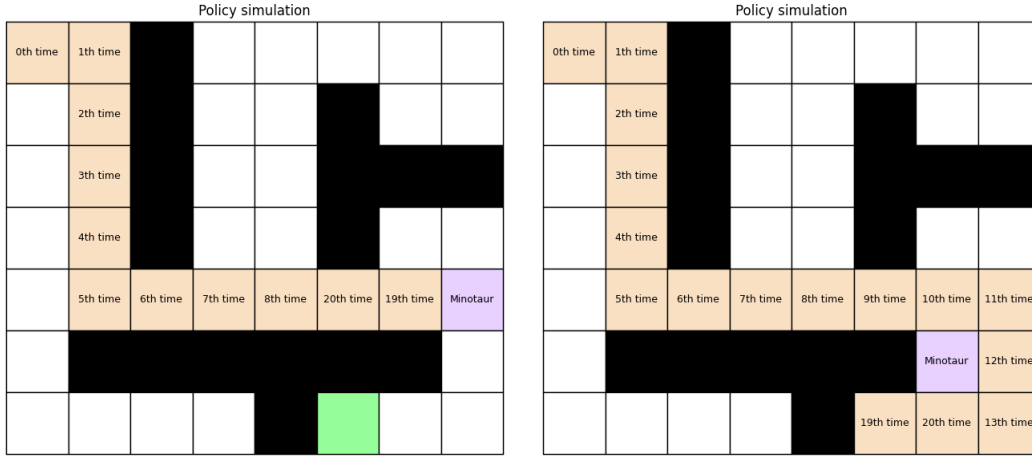 Policy simulation
0th time 1th time
2th time
3th time
4th time
5th time 6th time 7th time 8th time 20th time 19th time Minotaur
Policy simulation
0th time 1th time
2th time
3th time
4th time
5th time 6th time 7th time 8th time 9th time 10th time 11th time
Minotaur 12th time
19th time 20th time 13th time